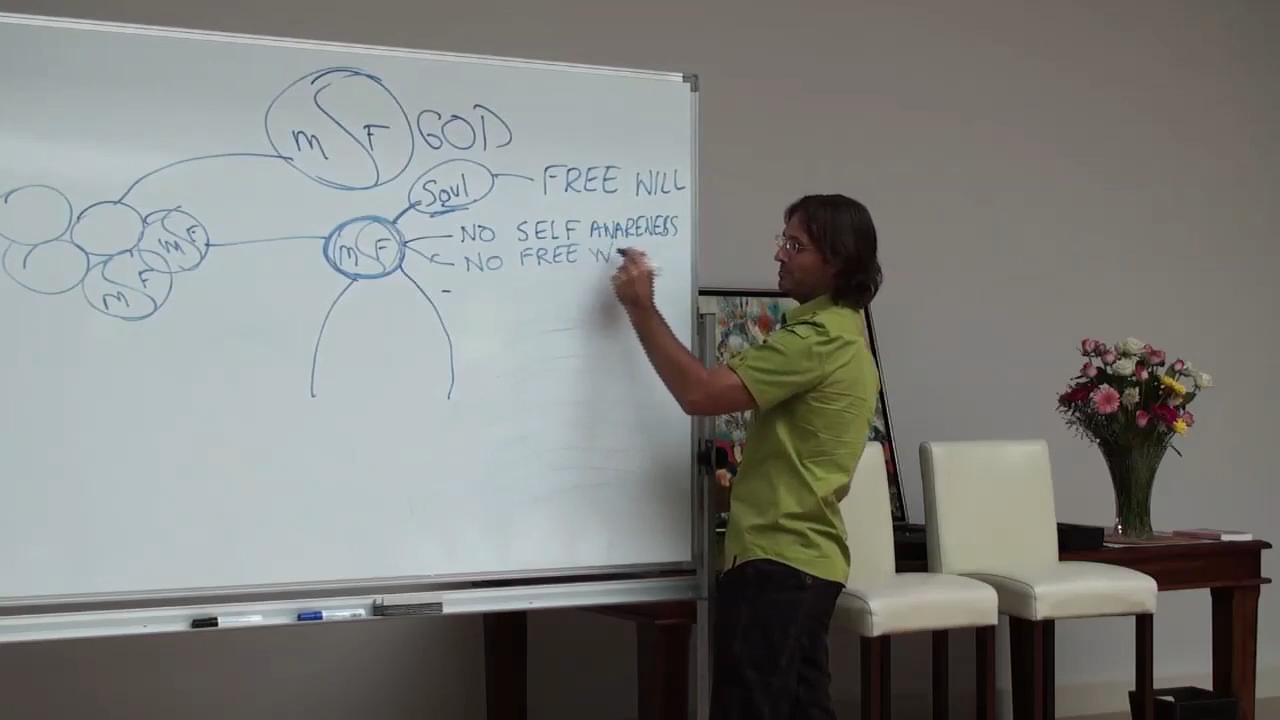 M F GOD
Soul FREE WILL
NO SELF AWARENESS
M F M F NO FREE W
M F